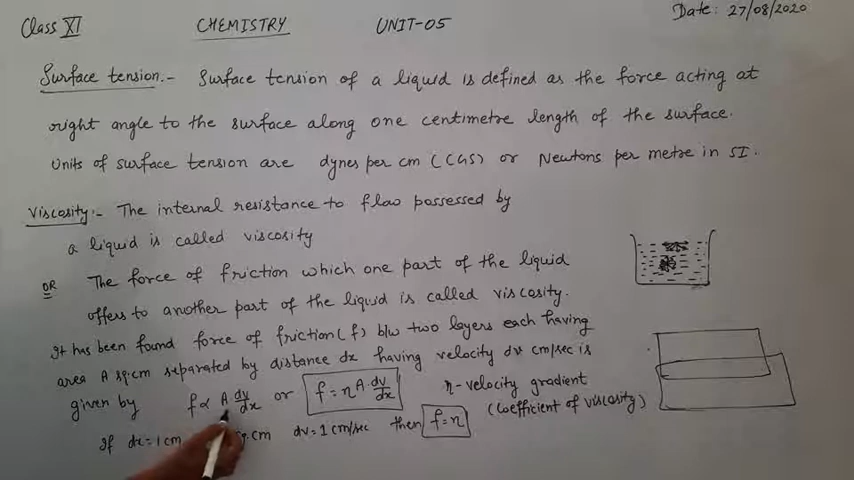 Class XI CHEMISTRY UNIT-05 Date: 27/08/2020
Surface tension:- Surface tension of a liquid is defined as the force acting at
right angle to the surface along one centimetre length of the surface.
Units of surface tension are dynes per cm (CGS) or Newtons per metre in SI.
Viscosity:- The internal resistance to flow possessed by
a liquid is called viscosity
OR The force of friction which one part of the liquid
offers to another part of the liquid is called viscosity.
It has been found force of friction (f) b/w two layers each having
area A sq.cm separated by distance dx having velocity dv cm/sec is
given by f ∝ A dv/dx or f = η A·dv/dx η-velocity gradient
(Coefficient of viscosity)
If dx = 1cm cm dv = 1 cm/sec then f = η